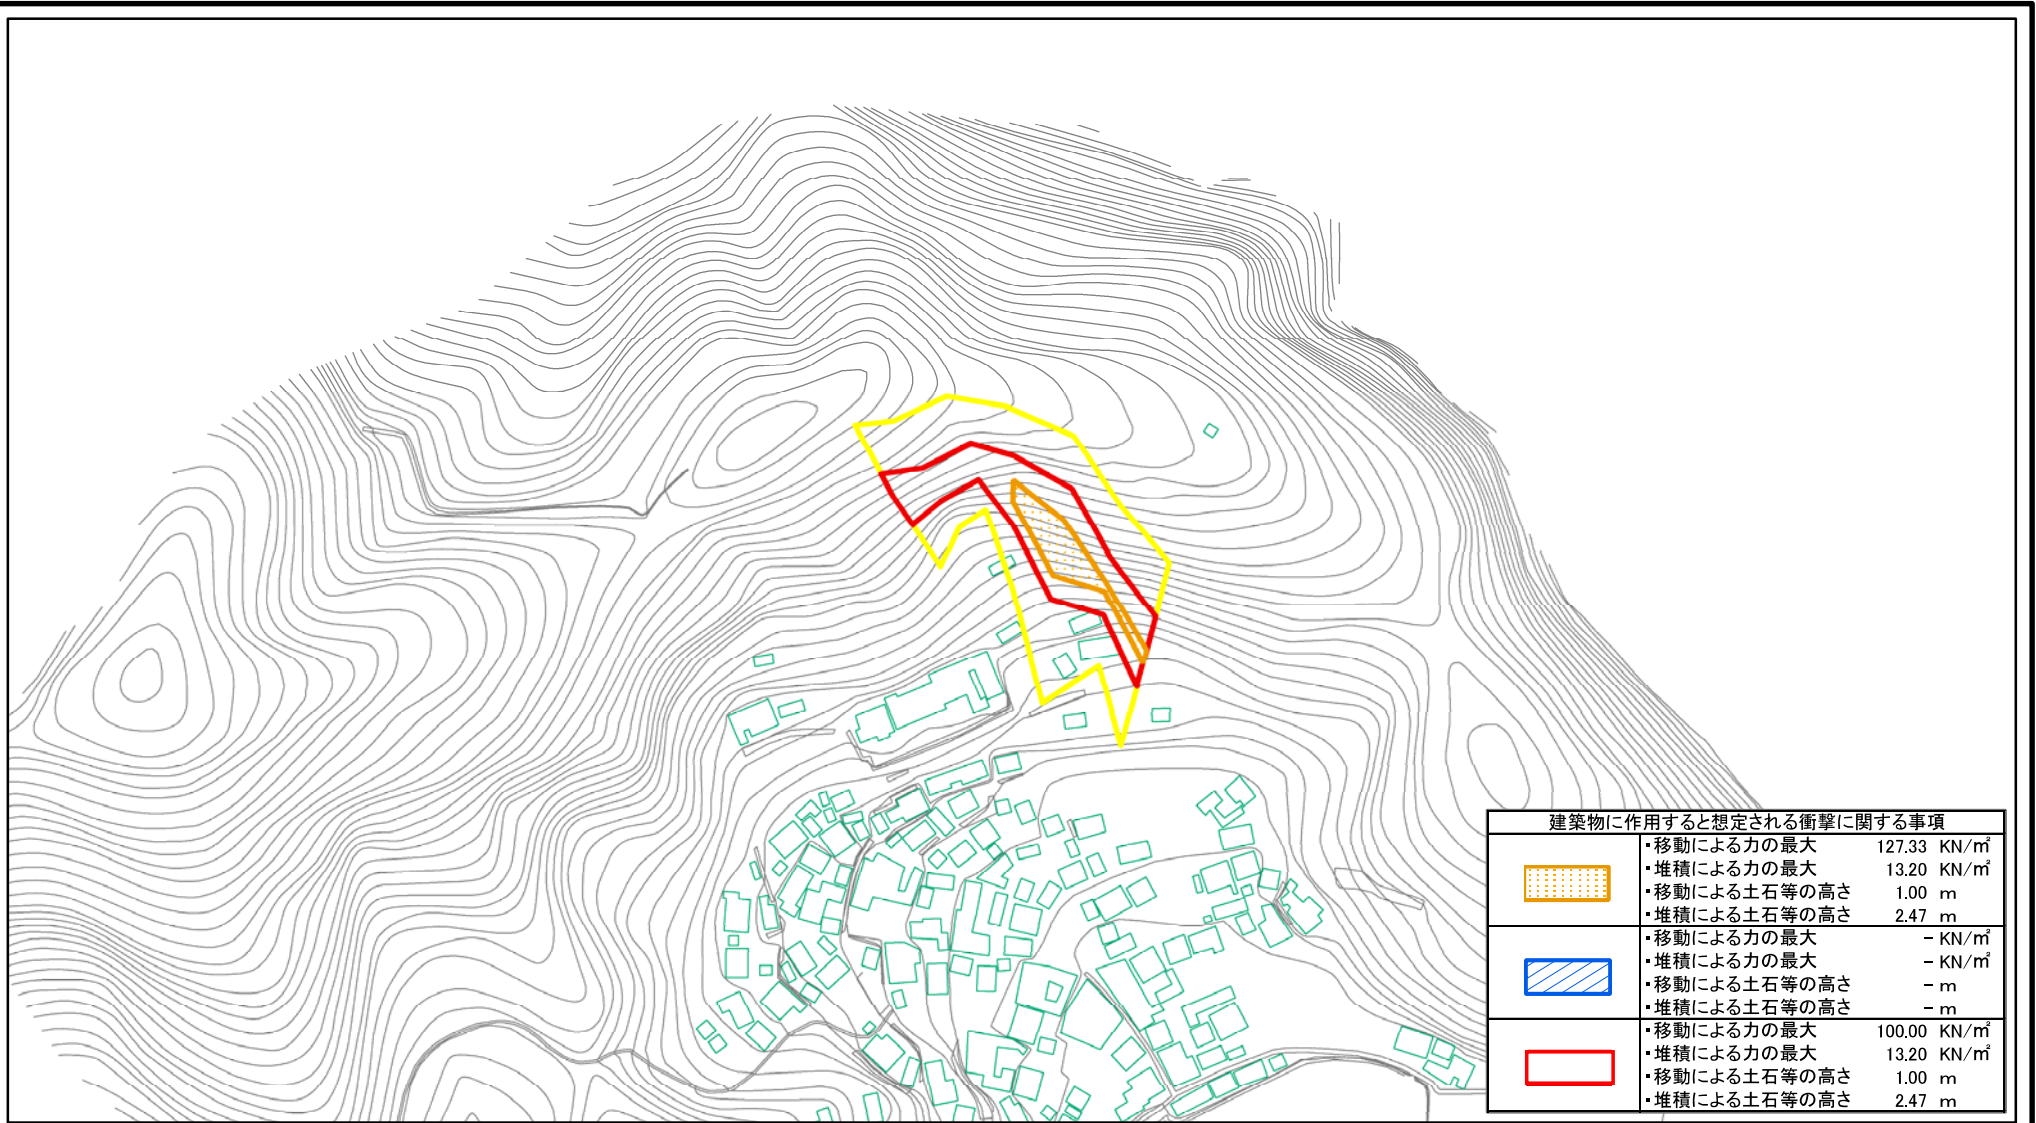 建築物に作用すると想定される衝撃に関する事項
・移動による力の最大 127.33 KN/㎡
・堆積による力の最大 13.20 KN/㎡
・移動による土石等の高さ 1.00 m
・堆積による土石等の高さ 2.47 m
・移動による力の最大 - KN/㎡
・堆積による力の最大 - KN/㎡
・移動による土石等の高さ - m
・堆積による土石等の高さ - m
・移動による力の最大 100.00 KN/㎡
・堆積による力の最大 13.20 KN/㎡
・移動による土石等の高さ 1.00 m
・堆積による土石等の高さ 2.47 m